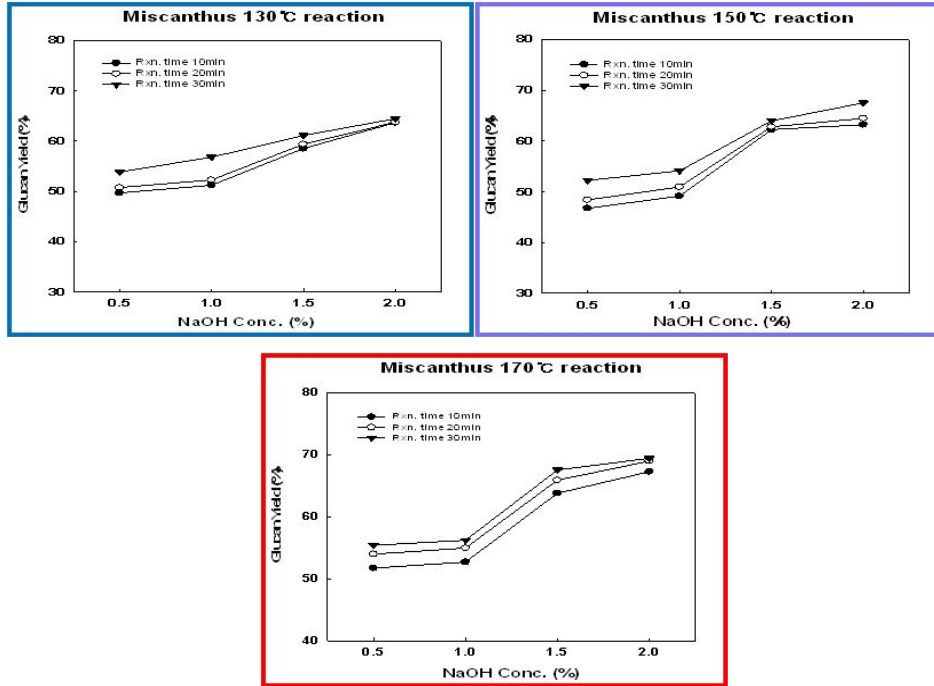 Miscanthus 130℃ reaction
80
70
60
50
40
30
Glucan Yield (%
Rxn. time 10min
Rxn. time 20min
Rxn. time 30min
0.5 1.0 1.5 2.0
NaOH Conc. (%)
Miscanthus 150℃ reaction
80
70
60
50
40
30
Glucan Yield (%
Rxn. time 10min
Rxn. time 20min
Rxn. time 30min
0.5 1.0 1.5 2.0
NaOH Conc. (%)
Miscanthus 170℃ reaction
80
70
60
50
40
Glucan Yield (%
Rxn. time 10min
Rxn. time 20min
Rxn. time 30min
0.5 1.0 1.5 2.0
NaOH Conc. (%)